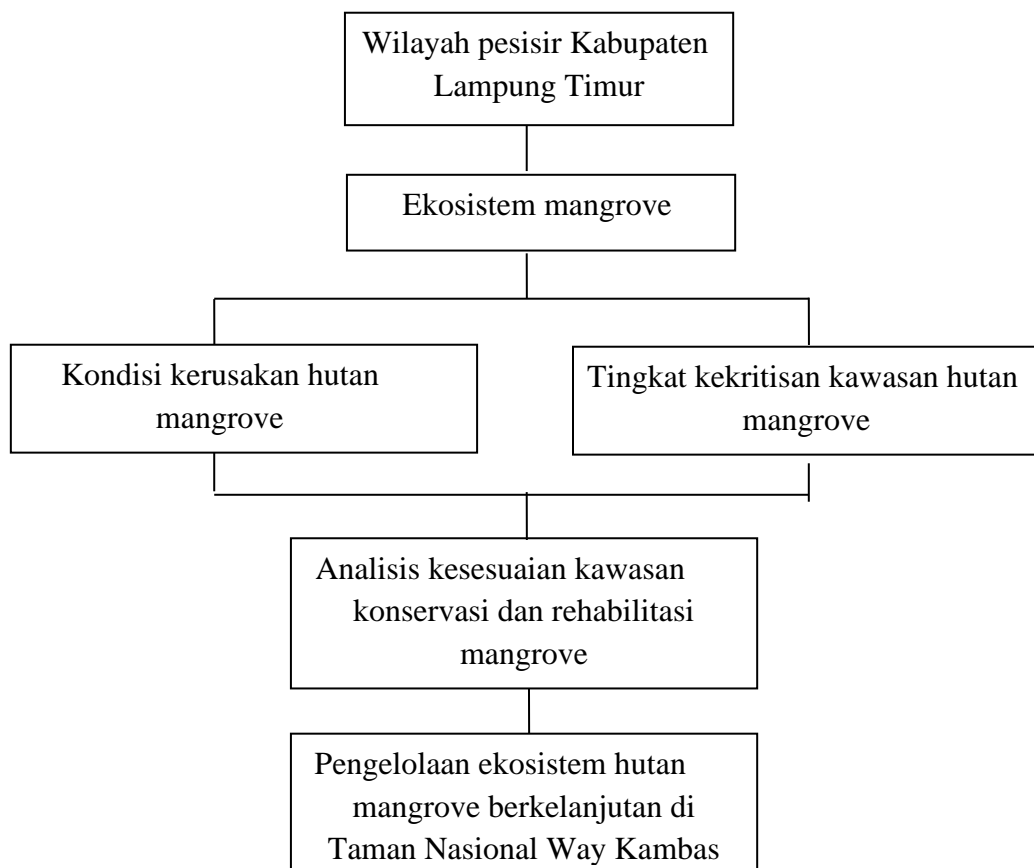 Wilayah pesisir Kabupaten
Lampung Timur
Ekosistem mangrove
Kondisi kerusakan hutan
mangrove
Tingkat kekritisan kawasan hutan
mangrove
Analisis kesesuaian kawasan
konservasi dan rehabilitasi
mangrove
Pengelolaan ekosistem hutan
mangrove berkelanjutan di
Taman Nasional Way Kambas